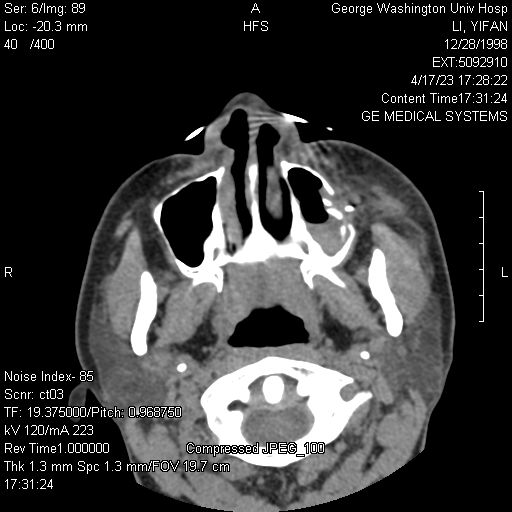 Ser: 6/Img: 89
Loc: -20.3 mm
40 /400
A
HFS
George Washington Univ Hosp
LI, YIFAN
12/28/1998
EXT:5092910
4/17/23 17:28:22
Content Time17:31:24
GE MEDICAL SYSTEMS
R
L
Noise Index- 85
Scnr: ct03
TF: 19.375000/Pitch: 0.968750
kV 120/mA 223
Rev Time1.000000
Compressed JPEG_100
Thk 1.3 mm Spc 1.3 mm/FOV 19.7 cm
17:31:24